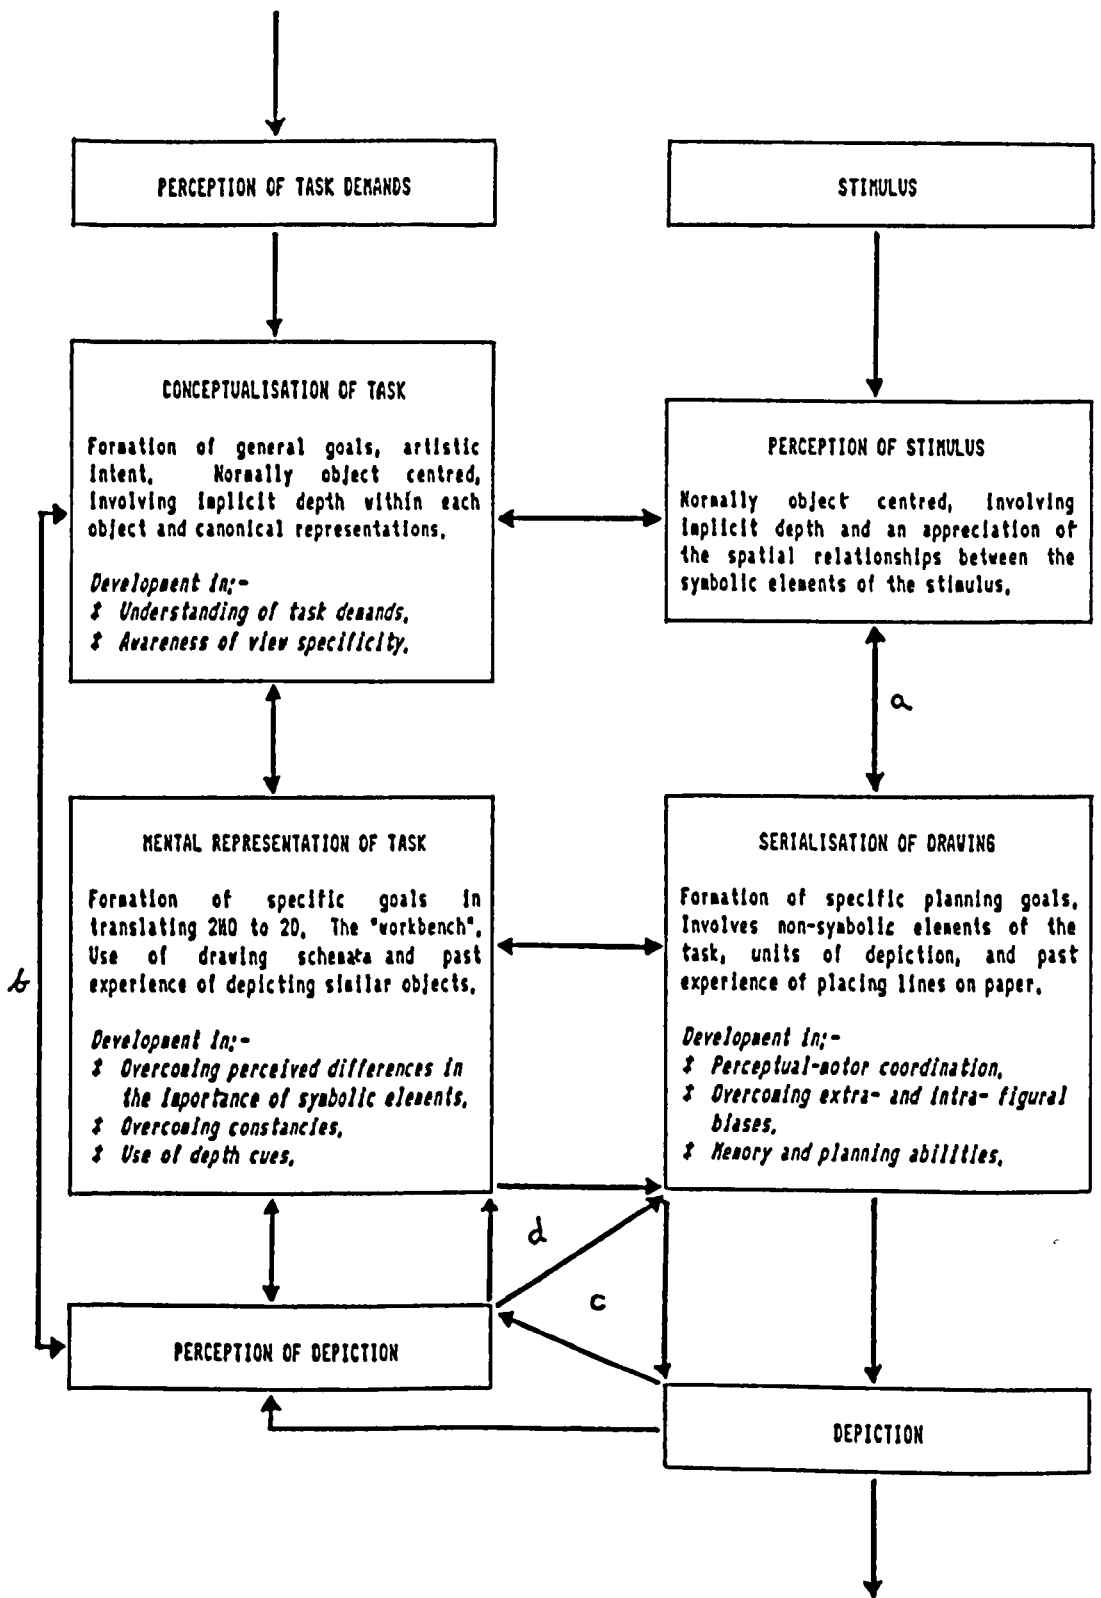 PERCEPTION OF TASK DEMANDS
STIMULUS
CONCEPTUALISATION OF TASK
Formation of general goals, artistic
intent. Normally object centred,
involving implicit depth within each
object and canonical representations.
Development in:-
* Understanding of task demands.
* Awareness of view specificity.
PERCEPTION OF STIMULUS
Normally object centred, involving
implicit depth and an appreciation of
the spatial relationships between the
symbolic elements of the stimulus.
a
MENTAL REPRESENTATION OF TASK
Formation of specific goals in
translating 2½D to 2D. The "workbench".
Use of drawing schemata and past
experience of depicting similar objects.
Development in:-
* Overcoming perceived differences in
the importance of symbolic elements.
* Overcoming constancies.
* Use of depth cues.
SERIALISATION OF DRAWING
Formation of specific planning goals.
Involves non-symbolic elements of the
task, units of depiction, and past
experience of placing lines on paper.
Development in:-
* Perceptual-motor coordination.
* Overcoming extra- and intra- figural
biases.
* Memory and planning abilities.
b
d
c
PERCEPTION OF DEPICTION
DEPICTION